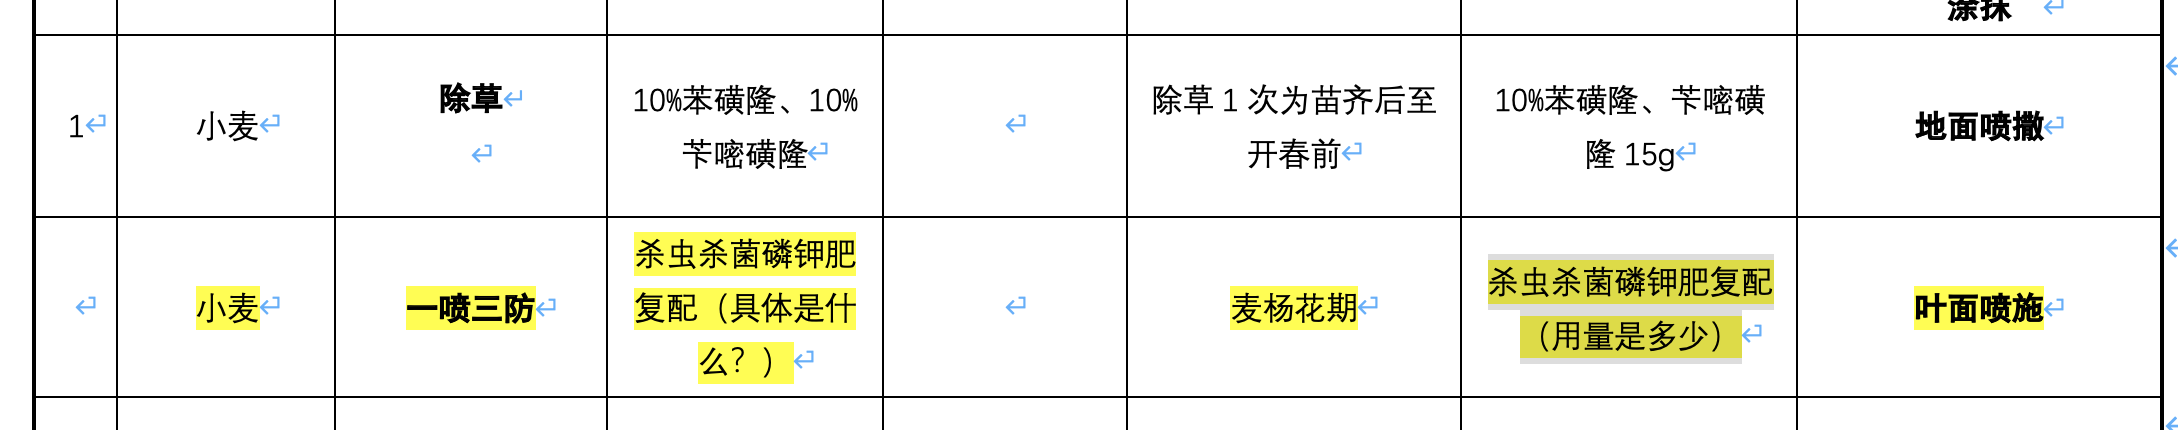 涂抹
1
小麦
除草
10%苯磺隆、10%
苄嘧磺隆
除草 1 次为苗齐后至
开春前
10%苯磺隆、苄嘧磺
隆 15g
地面喷撒
小麦
一喷三防
杀虫杀菌磷钾肥
复配（具体是什
么？）
麦杨花期
杀虫杀菌磷钾肥复配
（用量是多少）
叶面喷施